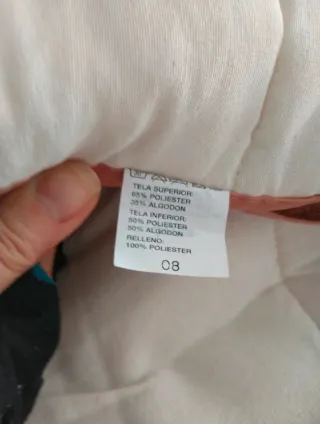 TELA SUPERIOR:
65% POLIESTER
35% ALGODON
TELA INFERIOR:
50% POLIESTER
50% ALGODON
RELLENO:
100% POLIESTER
08